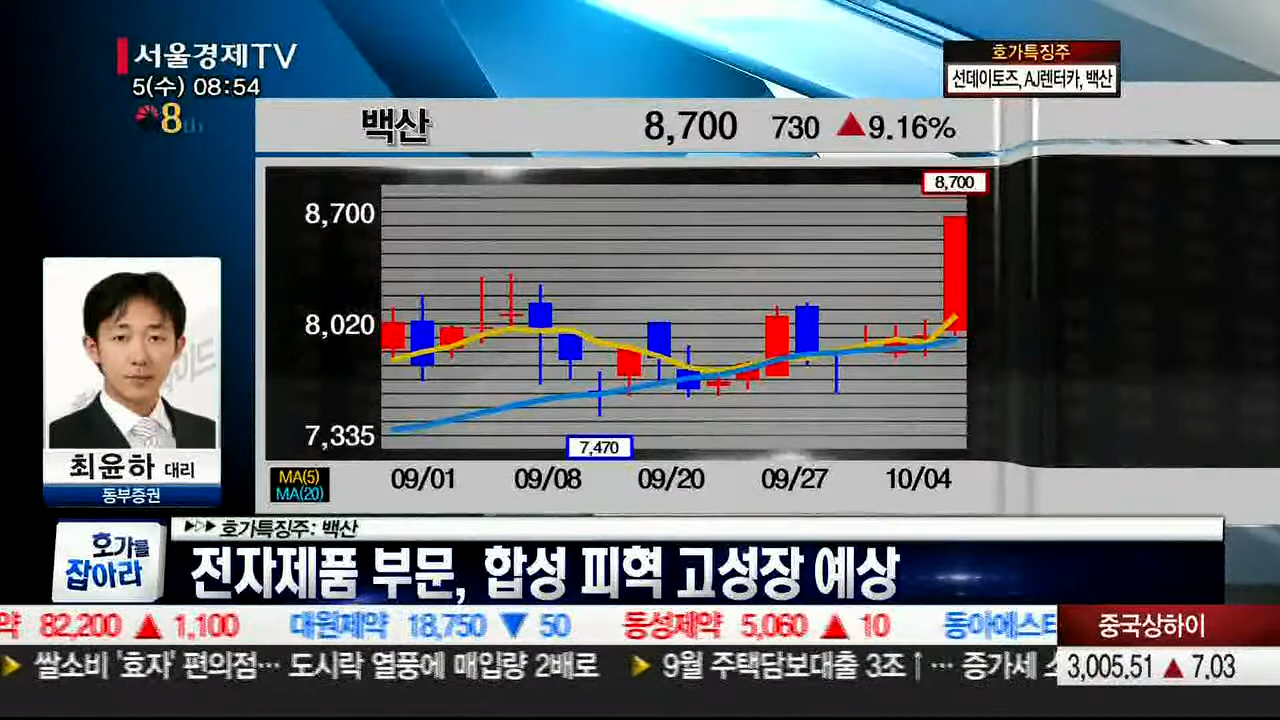 서울경제TV
5(수) 08:54
8th
호가특징주
선데이토즈, AJ렌터카, 백산
백산 8,700 730 ▲9.16%
8,700
8,700
8,020
7,335
7,470
MA(5)
MA(20)
09/01 09/08 09/20 09/27 10/04
최윤하 대리
동부증권
호가를
잡아라
호가특징주: 백산
전자제품 부문, 합성 피혁 고성장 예상
약 82,200 ▲ 1,100 대원제약 18,750 ▼ 50 동성제약 5,060 ▲ 10 동아에스티
중국상하이
3,005.51 ▲ 7.03
쌀소비 '효자' 편의점… 도시락 열풍에 매입량 2배로 9월 주택담보대출 3조↑… 증가세